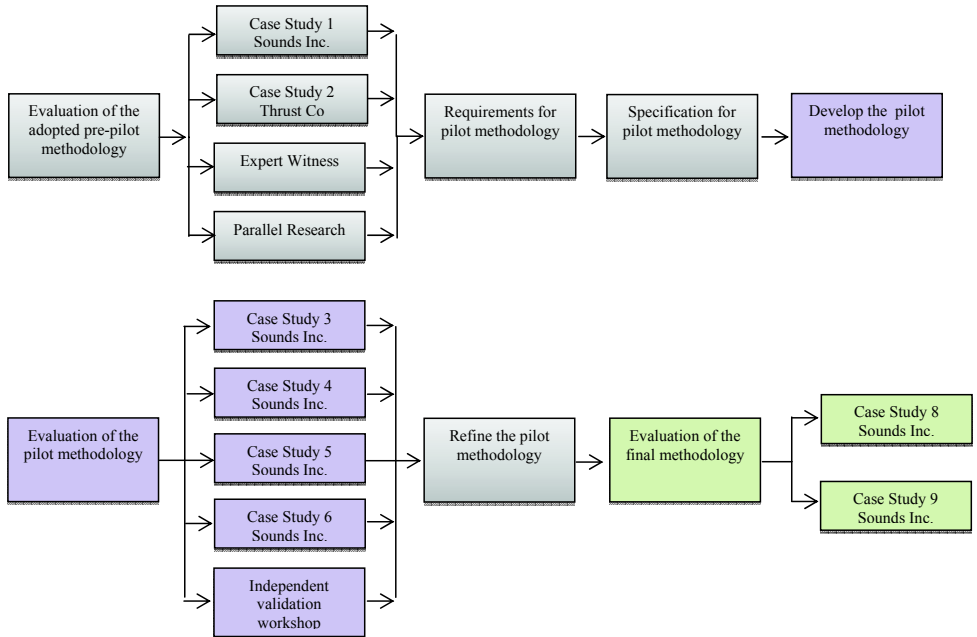 Evaluation of the
adopted pre-pilot
methodology
Case Study 1
Sounds Inc.
Case Study 2
Thrust Co
Expert Witness
Parallel Research
Requirements for
pilot methodology
Specification for
pilot methodology
Develop the pilot
methodology
Evaluation of the
pilot methodology
Case Study 3
Sounds Inc.
Case Study 4
Sounds Inc.
Case Study 5
Sounds Inc.
Case Study 6
Sounds Inc.
Independent
validation
workshop
Refine the pilot
methodology
Evaluation of the
final methodology
Case Study 8
Sounds Inc.
Case Study 9
Sounds Inc.